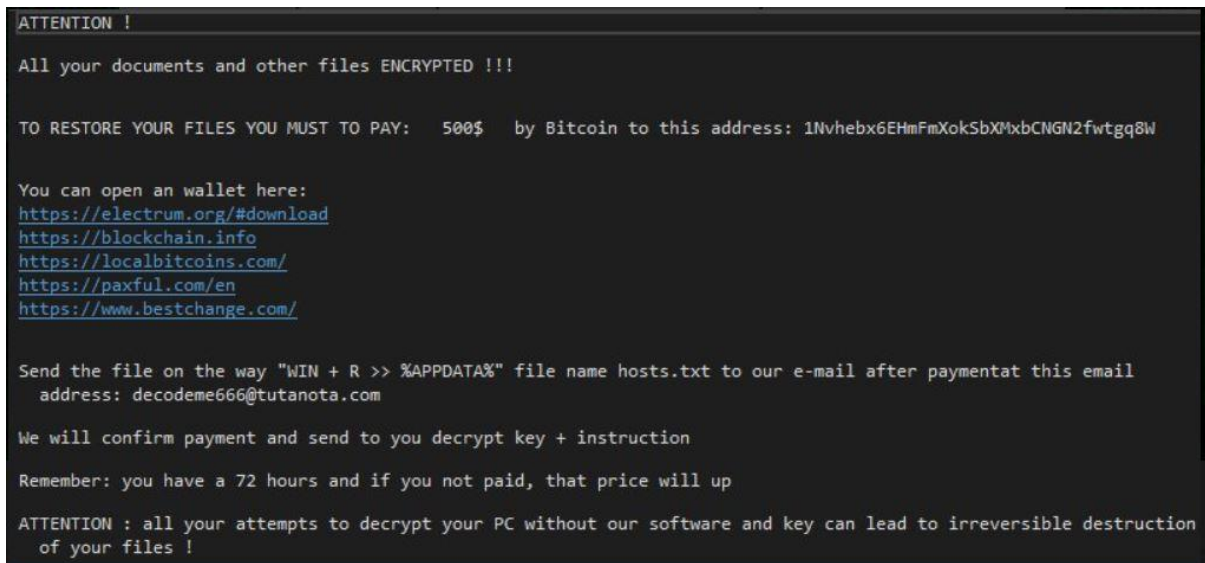 ATTENTION !
All your documents and other files ENCRYPTED !!!
TO RESTORE YOUR FILES YOU MUST TO PAY: 500$ by Bitcoin to this address: 1Nvhebx6EHmFmXokSbXMxbCNGN2fwtgq8W
You can open an wallet here:
https://electrum.org/#download
https://blockchain.info
https://localbitcoins.com/
https://paxful.com/en
https://www.bestchange.com/
Send the file on the way "WIN + R >> %APPDATA%" file name hosts.txt to our e-mail after paymentat this email
address: decodeme666@tutanota.com
We will confirm payment and send to you decrypt key + instruction
Remember: you have a 72 hours and if you not paid, that price will up
ATTENTION : all your attempts to decrypt your PC without our software and key can lead to irreversible destruction
of your files !